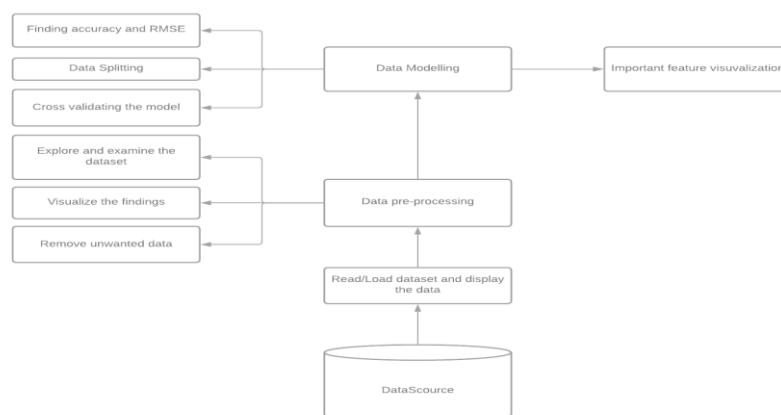 Finding accuracy and RMSE
Data Splitting
Data Modelling
Important feature visuvalization
Cross validating the model
Explore and examine the
dataset
Visualize the findings
Data pre-processing
Remove unwanted data
Read/Load dataset and display
the data
DataScource